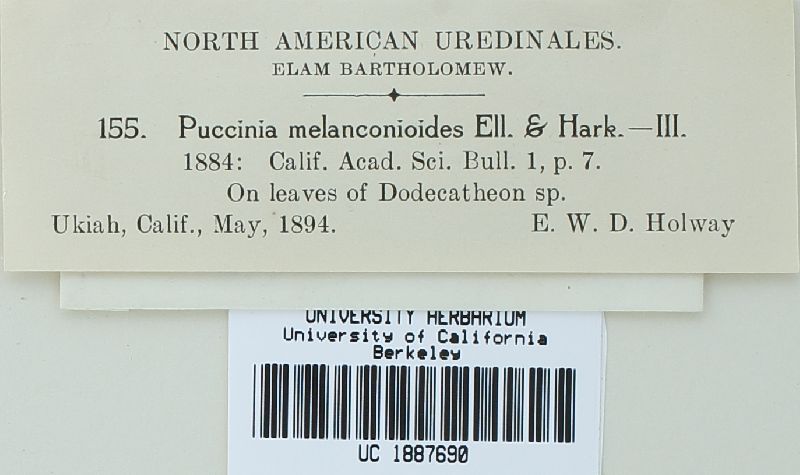 NORTH AMERICAN UREDINALES.
ELAM BARTHOLOMEW.
155. Puccinia melanconioides Ell. & Hark.—III.
1884: Calif. Acad. Sci. Bull. 1, p. 7.
On leaves of Dodecatheon sp.
Ukiah, Calif., May, 1894. E. W. D. Holway
UNIVERSITY HERBARIUM
University of California
Berkeley
UC 1887690